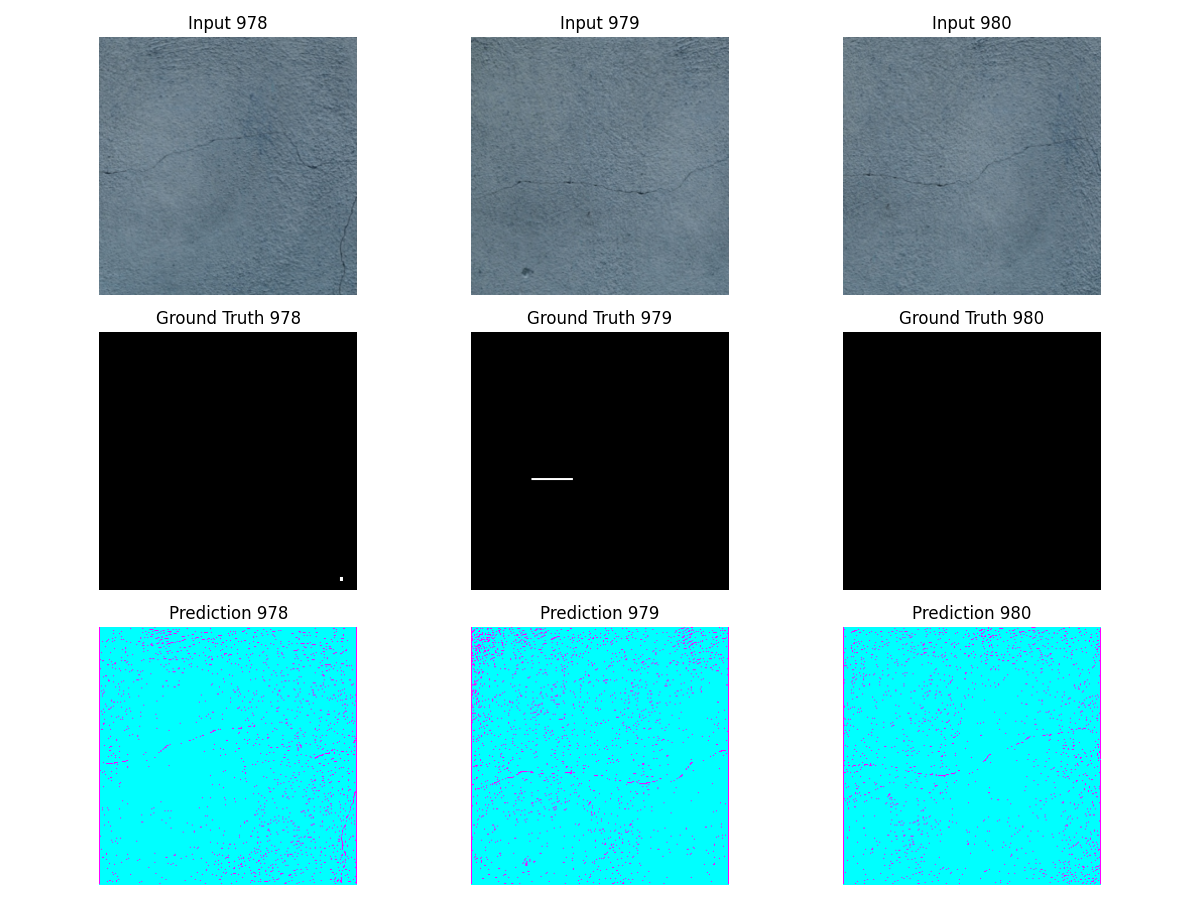 Input 978
Input 979
Input 980
Ground Truth 978
Ground Truth 979
Ground Truth 980
Prediction 978
Prediction 979
Prediction 980